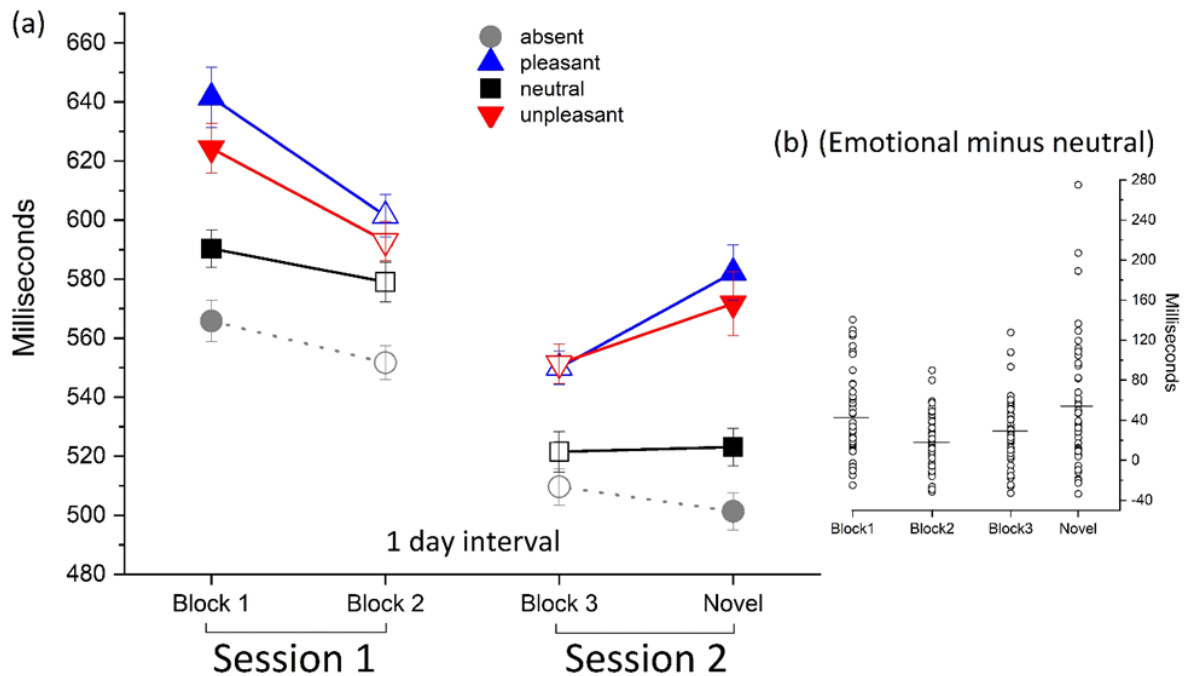 (a)
660
640
620
600
580
560
540
520
500
480
Milliseconds
absent
pleasant
neutral
unpleasant
1 day interval
Block 1
Block 2
Block 3
Novel
Session 1
Session 2
(b) (Emotional minus neutral)
280
240
200
160
120
80
40
0
-40
Milliseconds
Block1
Block2
Block3
Novel